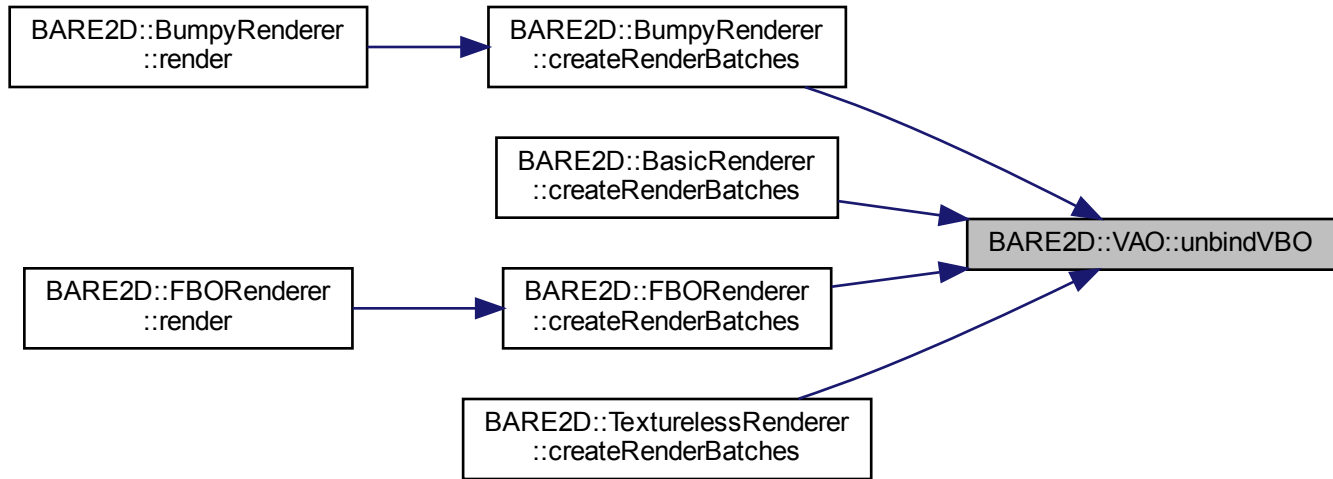 BARE2D::BumpyRenderer
::render
BARE2D::BumpyRenderer
::createRenderBatches
BARE2D::BasicRenderer
::createRenderBatches
BARE2D::VAO::unbindVBO
BARE2D::FBORenderer
::render
BARE2D::FBORenderer
::createRenderBatches
BARE2D::TexturelessRenderer
::createRenderBatches